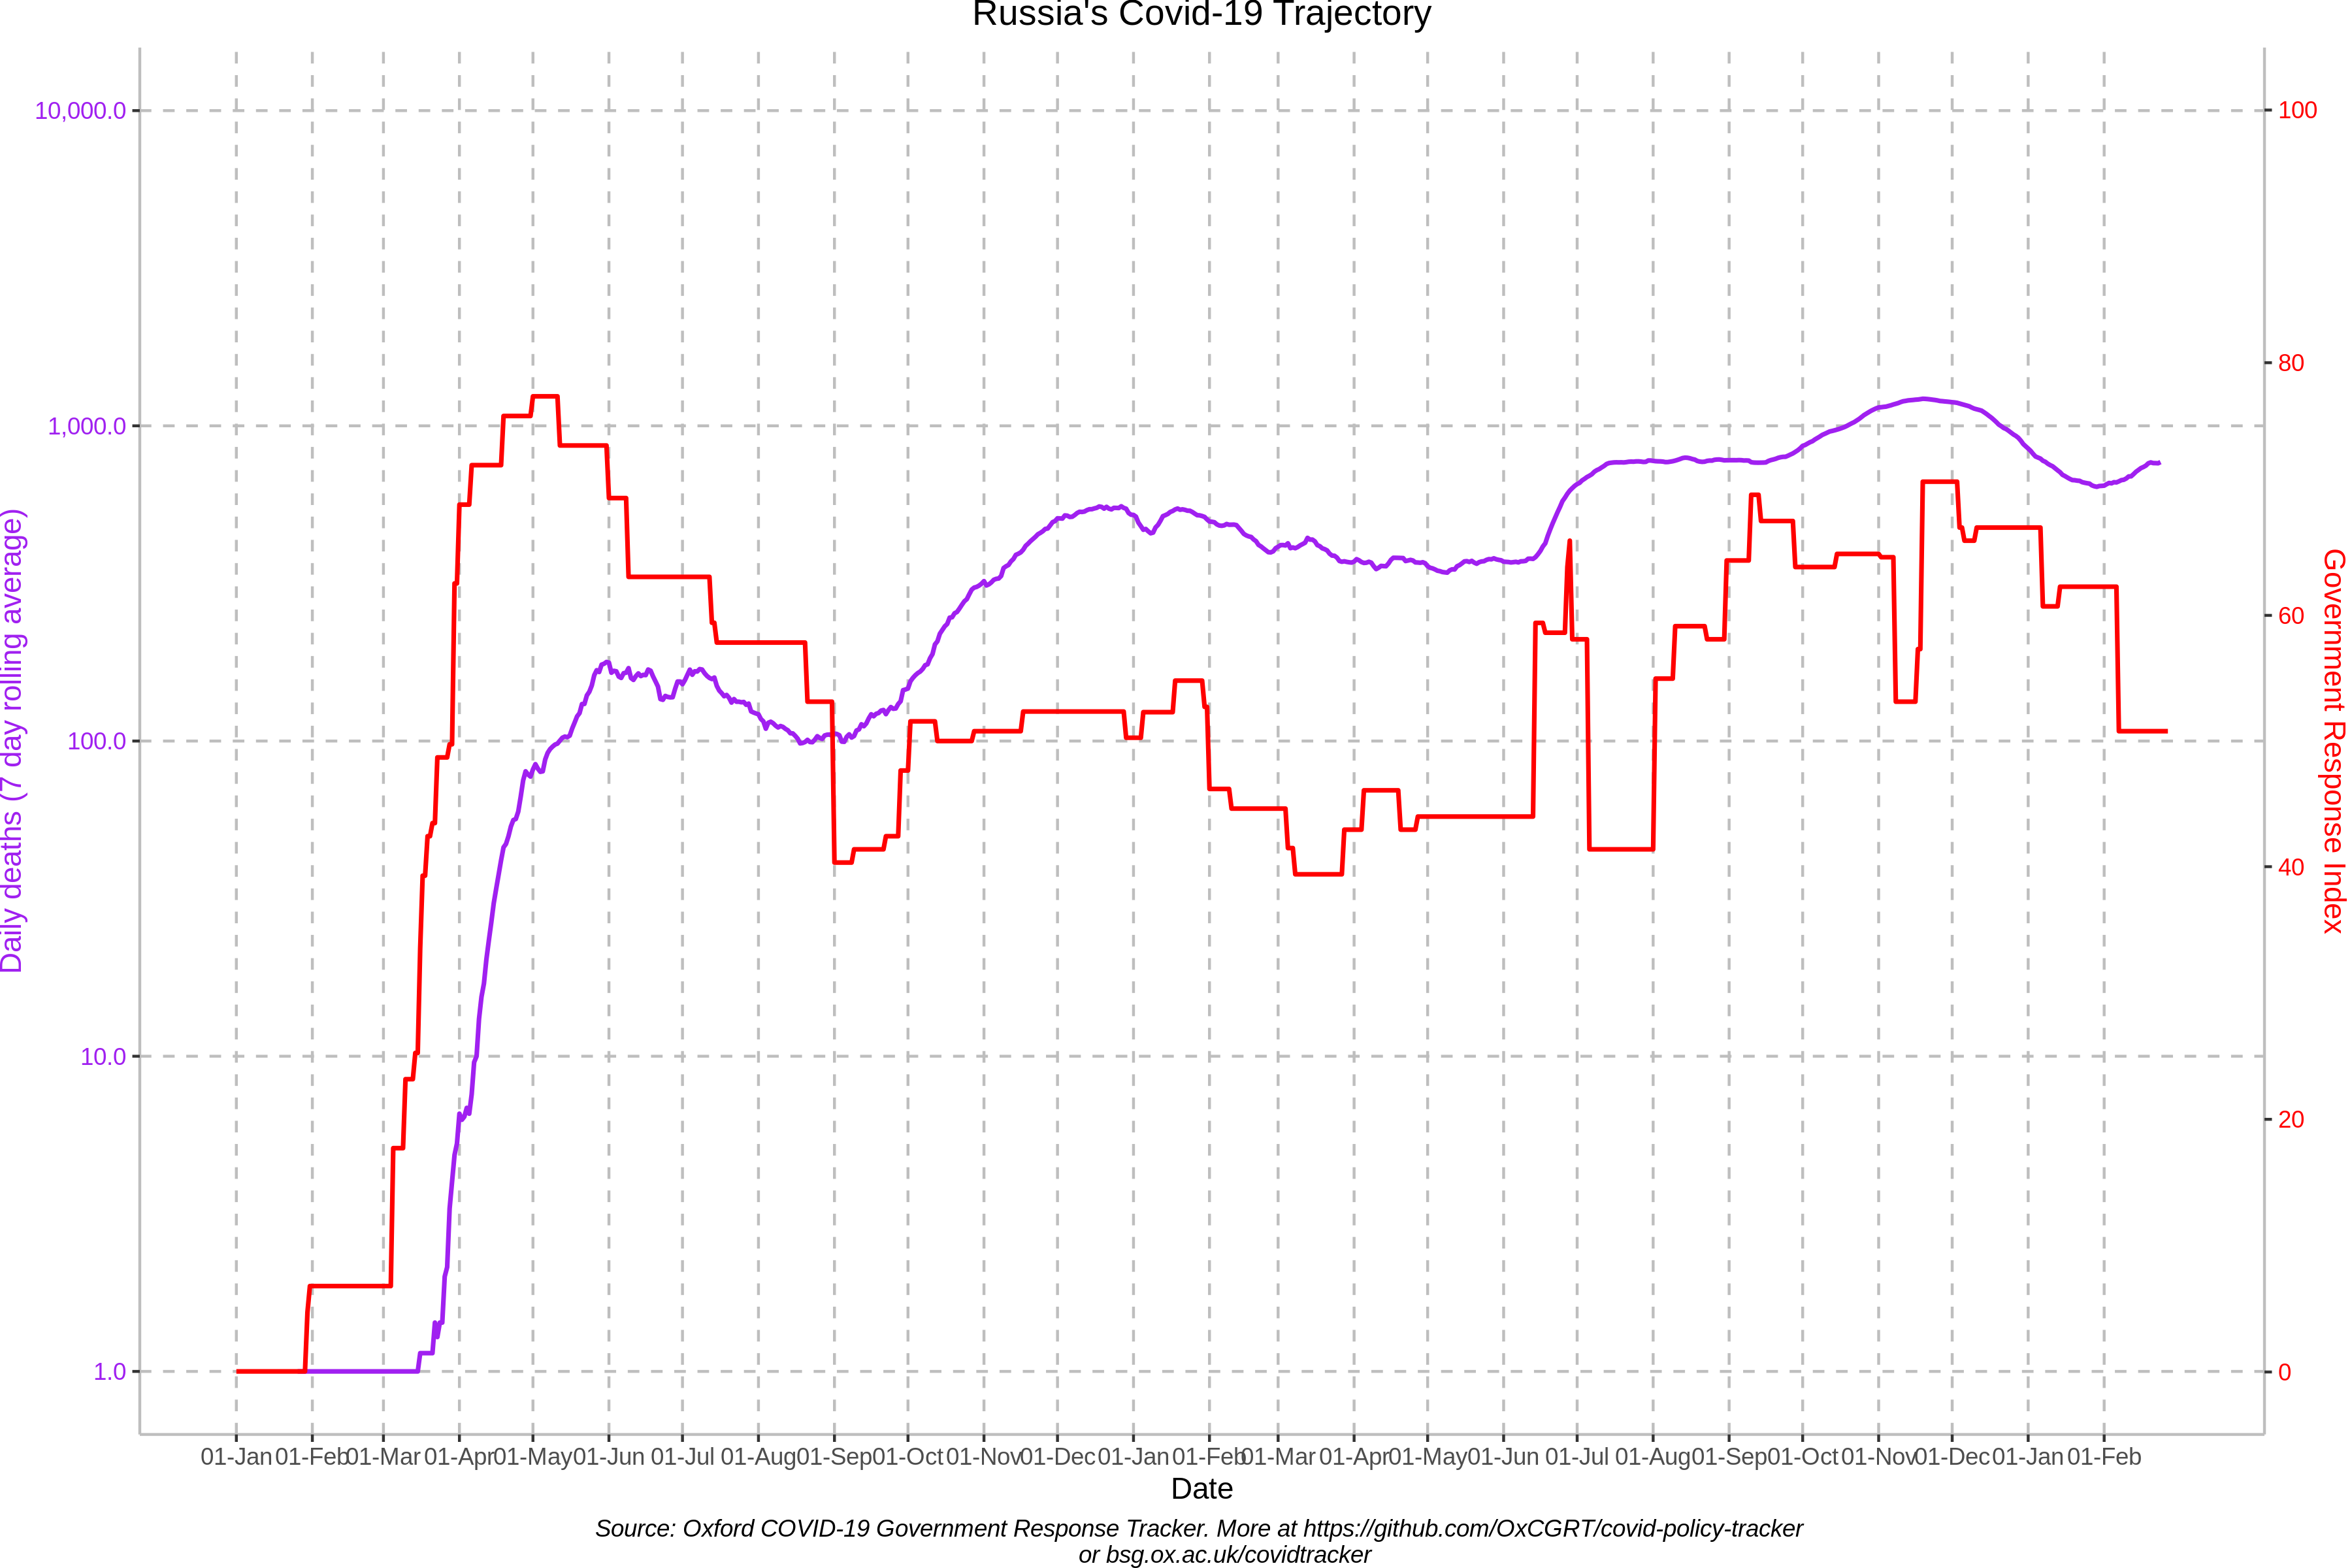 Russia's Covid-19 Trajectory
10,000.0
1,000.0
100.0
10.0
1.0
Daily deaths (7 day rolling average)
100
80
60
40
20
0
Government Response Index
01-Jan 01-Feb 01-Mar 01-Apr 01-May 01-Jun 01-Jul 01-Aug 01-Sep 01-Oct 01-Nov 01-Dec 01-Jan 01-Feb 01-Mar 01-Apr 01-May 01-Jun 01-Jul 01-Aug 01-Sep 01-Oct 01-Nov 01-Dec 01-Jan 01-Feb
Date
Source: Oxford COVID-19 Government Response Tracker. More at https://github.com/OxCGRT/covid-policy-tracker
or bsg.ox.ac.uk/covidtracker